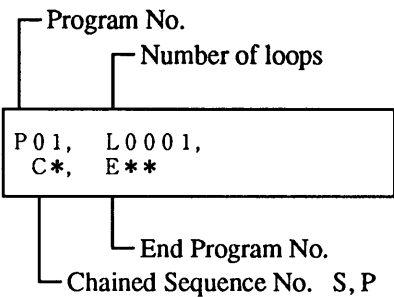 Program No.
Number of loops
P01, L0001,
C*, E**
End Program No.
Chained Sequence No. S, P